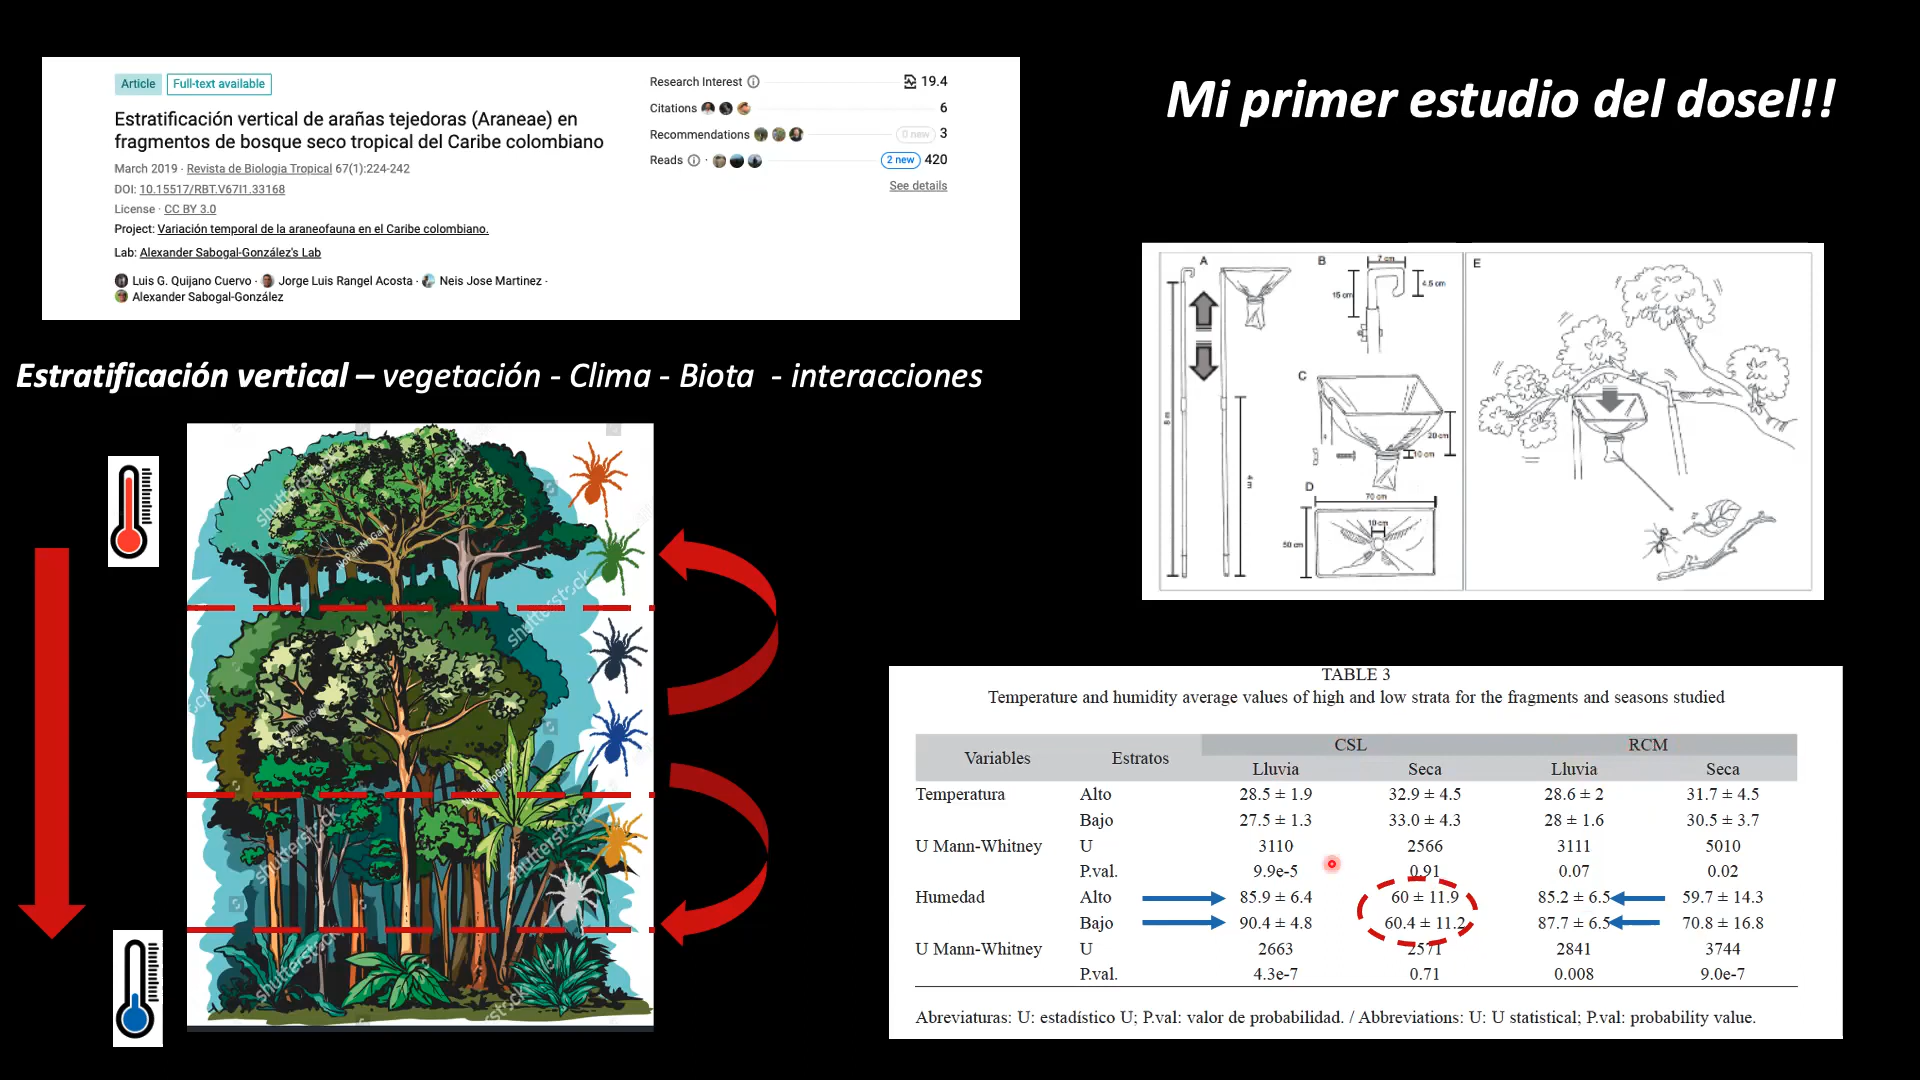 Article Full-text available
Estratificación vertical de arañas tejedoras (Araneae) en
fragmentos de bosque seco tropical del Caribe colombiano
March 2019 · Revista de Biologia Tropical 67(1):224-242
DOI: 10.15517/RBT.V67I1.33168
License · CC BY 3.0
Project: Variación temporal de la araneofauna en el Caribe colombiano.
Lab: Alexander Sabogal-González's Lab
Luis G. Quijano Cuervo · Jorge Luis Rangel Acosta · Neis Jose Martinez ·
Alexander Sabogal-González
Research Interest 19.4
Citations 6
Recommendations 0 new 3
Reads · 2 new 420
See details
Mi primer estudio del dosel!!
Estratificación vertical – vegetación - Clima - Biota - interacciones
shutterstock
NoPainNoGain
shutterstock
shutterstock
NoPainNoGain
NoPainNoGain
shutterstock
shutterstock
shutterstock
A
B
7 cm
15 cm
4.5 cm
C
20 cm
10 cm
4 m
D
70 cm
10cm
50 cm
E
TABLE 3
Temperature and humidity average values of high and low strata for the fragments and seasons studied
Variables Estratos CSL RCM
Lluvia Seca Lluvia Seca
Temperatura Alto 28.5 ± 1.9 32.9 ± 4.5 28.6 ± 2 31.7 ± 4.5
Bajo 27.5 ± 1.3 33.0 ± 4.3 28 ± 1.6 30.5 ± 3.7
U Mann-Whitney U 3110 2566 3111 5010
P.val. 9.9e-5 0.91 0.07 0.02
Humedad Alto 85.9 ± 6.4 60 ± 11.9 85.2 ± 6.5 59.7 ± 14.3
Bajo 90.4 ± 4.8 60.4 ± 11.2 87.7 ± 6.5 70.8 ± 16.8
U Mann-Whitney U 2663 2571 2841 3744
P.val. 4.3e-7 0.71 0.008 9.0e-7
Abreviaturas: U: estadístico U; P.val: valor de probabilidad. / Abbreviations: U: U statistical; P.val: probability value.